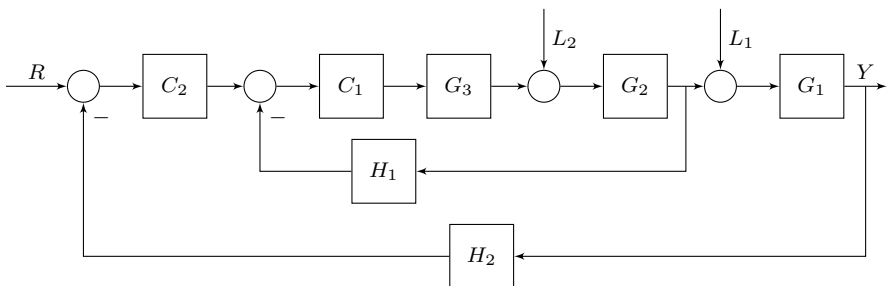 R
C₂
C₁
G₃
L₂
G₂
L₁
G₁
Y
−
−
H₁
H₂